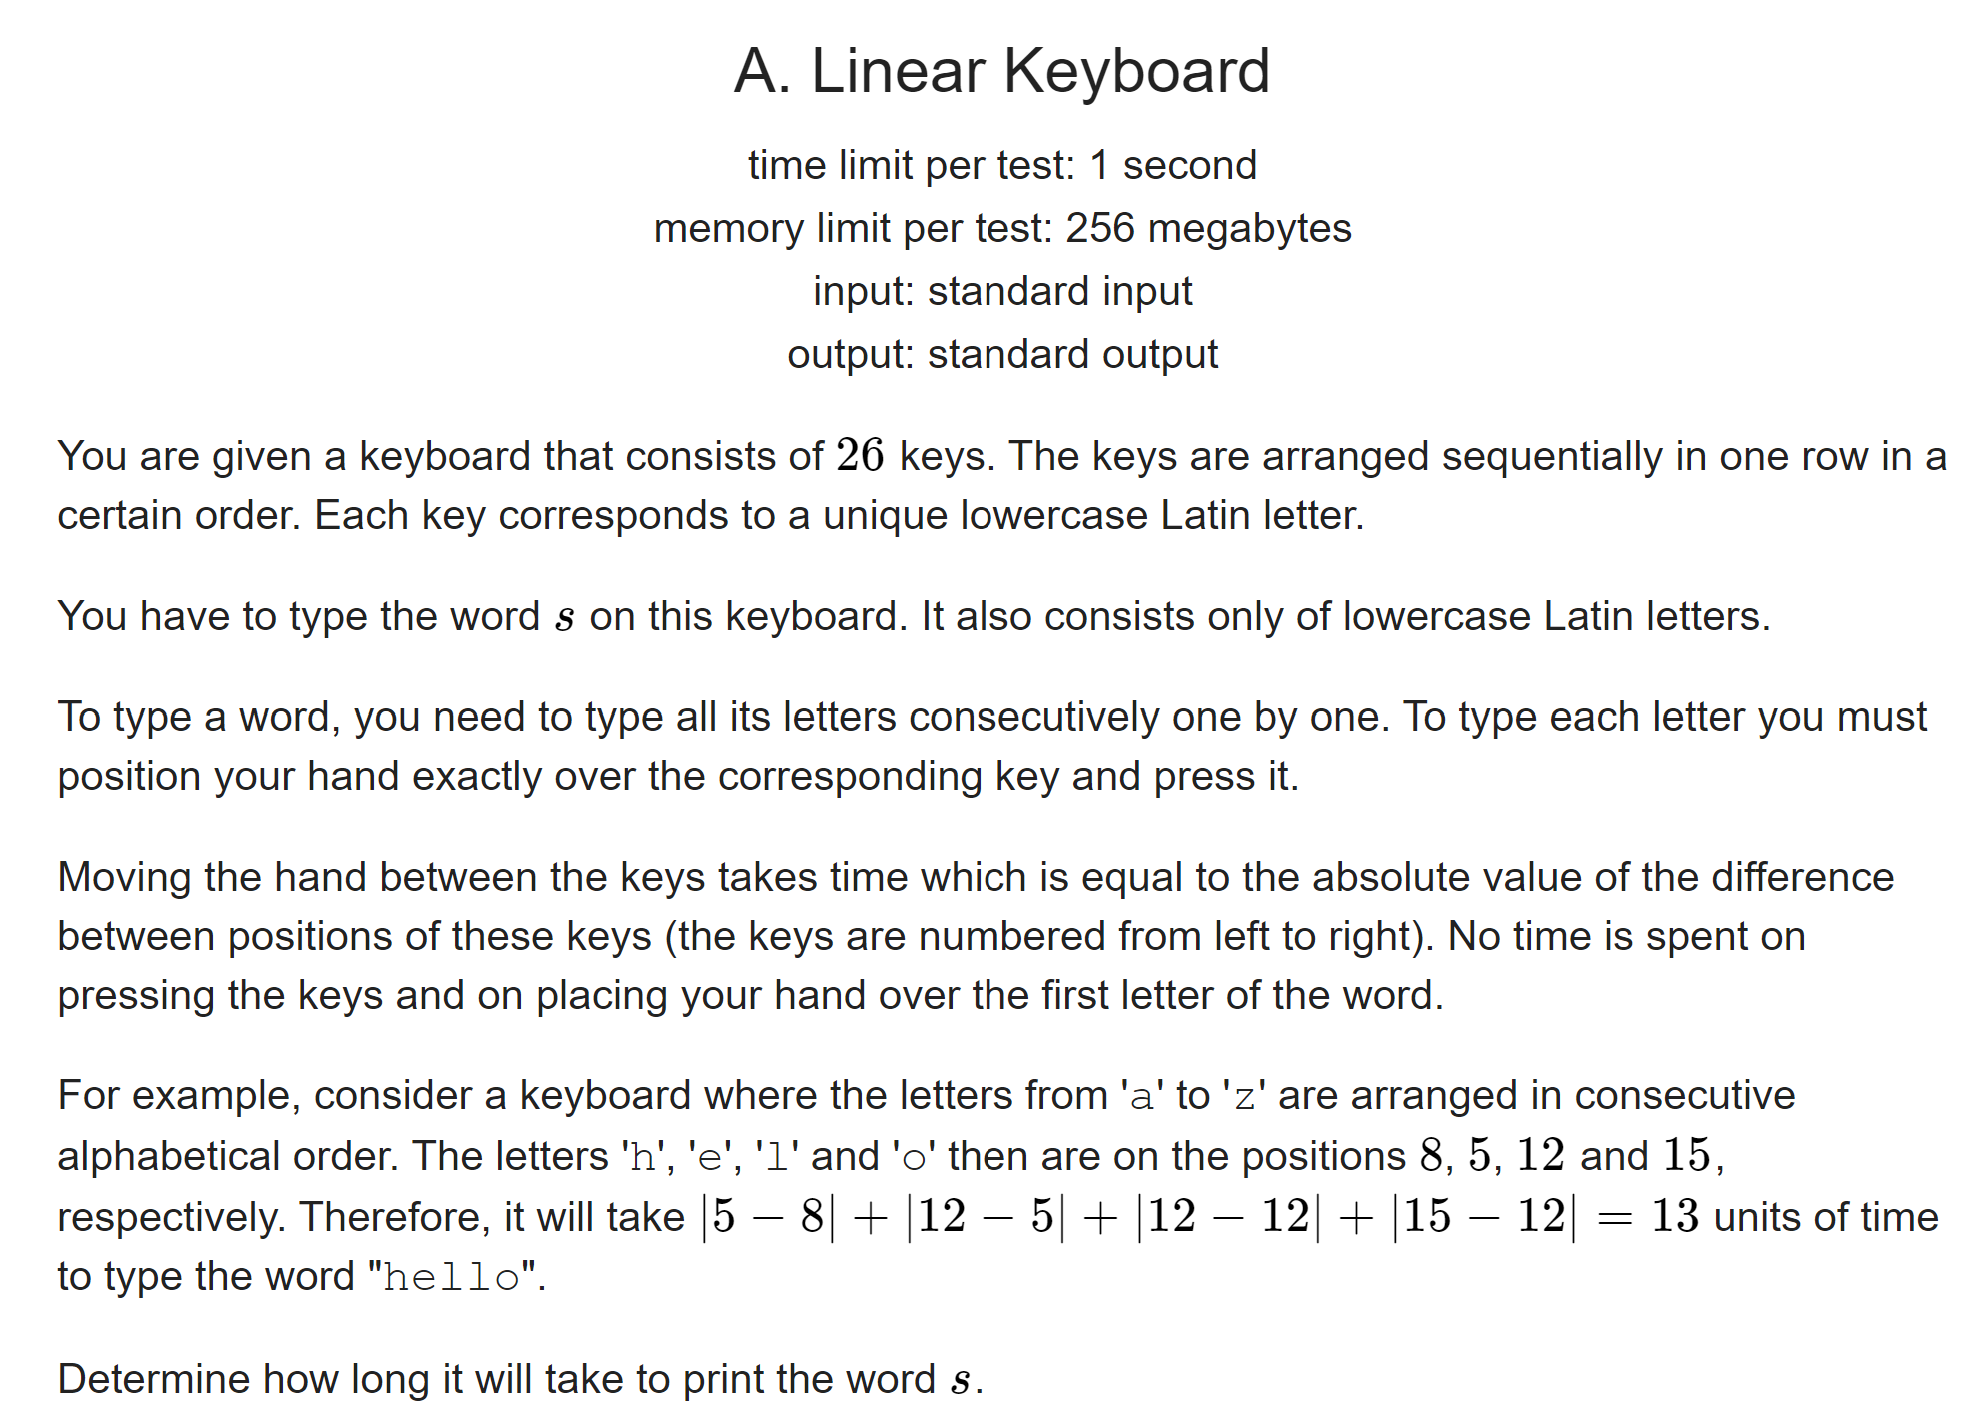 A. Linear Keyboard
time limit per test: 1 second
memory limit per test: 256 megabytes
input: standard input
output: standard output
You are given a keyboard that consists of 26 keys. The keys are arranged sequentially in one row in a
certain order. Each key corresponds to a unique lowercase Latin letter.
You have to type the word s on this keyboard. It also consists only of lowercase Latin letters.
To type a word, you need to type all its letters consecutively one by one. To type each letter you must
position your hand exactly over the corresponding key and press it.
Moving the hand between the keys takes time which is equal to the absolute value of the difference
between positions of these keys (the keys are numbered from left to right). No time is spent on
pressing the keys and on placing your hand over the first letter of the word.
For example, consider a keyboard where the letters from 'a' to 'z' are arranged in consecutive
alphabetical order. The letters 'h', 'e', 'l' and 'o' then are on the positions 8, 5, 12 and 15,
respectively. Therefore, it will take |5 − 8| + |12 − 5| + |12 − 12| + |15 − 12| = 13 units of time
to type the word "hello".
Determine how long it will take to print the word s.